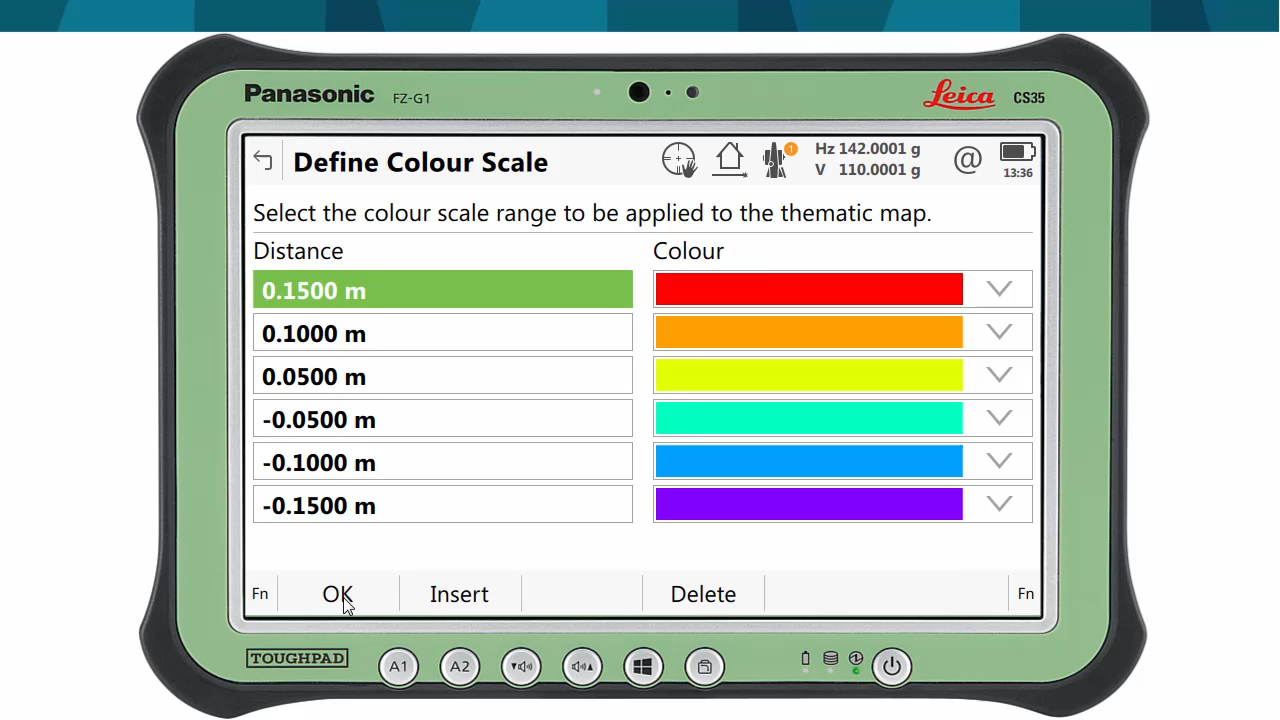 Panasonic FZ-G1
Leica CS35
Define Colour Scale
1
Hz 142.0001 g
V 110.0001 g
@
13:36
Select the colour scale range to be applied to the thematic map.
Distance Colour
0.1500 m
0.1000 m
0.0500 m
-0.0500 m
-0.1000 m
-0.1500 m
Fn OK Insert Delete Fn
TOUGHPAD A1 A2